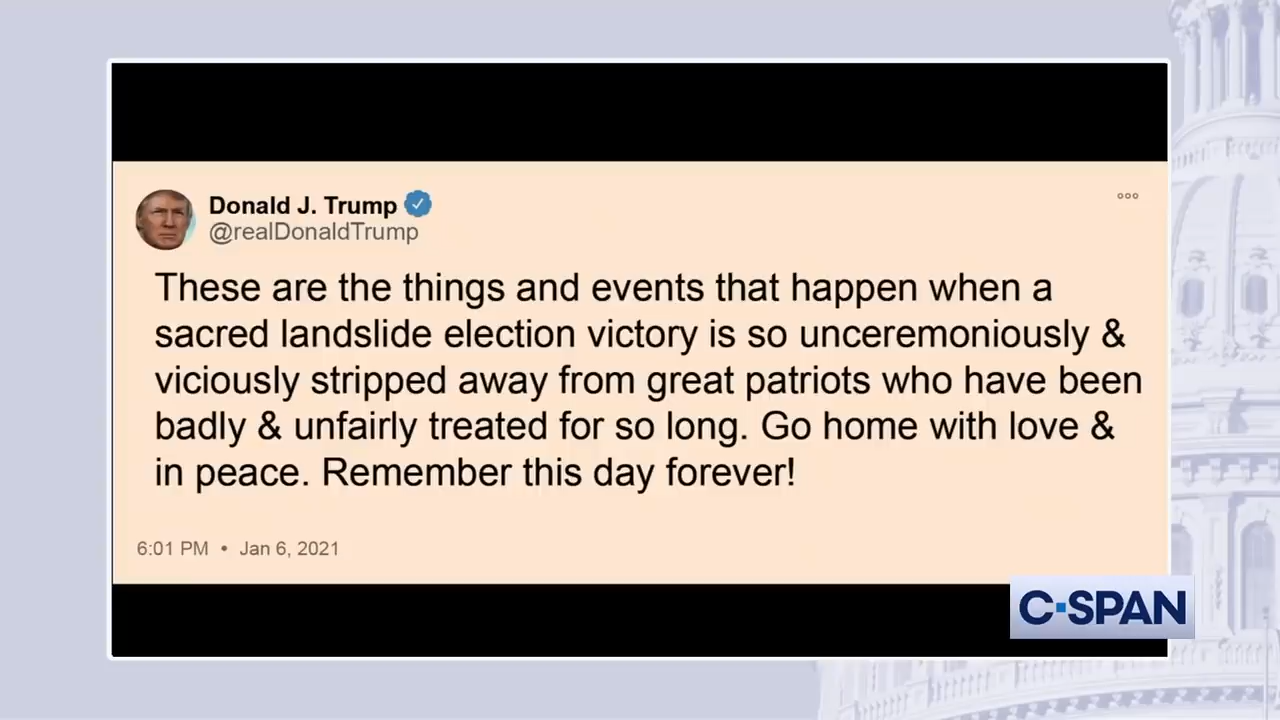 Donald J. Trump
@realDonaldTrump
These are the things and events that happen when a
sacred landslide election victory is so unceremoniously &
viciously stripped away from great patriots who have been
badly & unfairly treated for so long. Go home with love &
in peace. Remember this day forever!
6:01 PM • Jan 6, 2021
C-SPAN